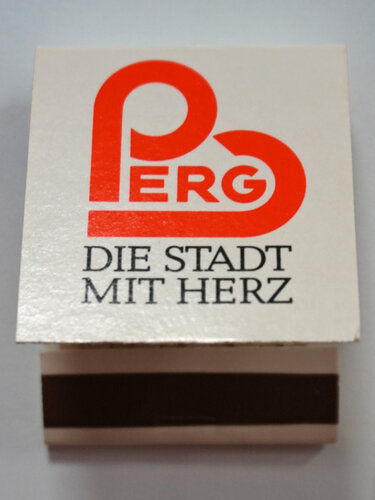 PERG
DIE STADT
MIT HERZ